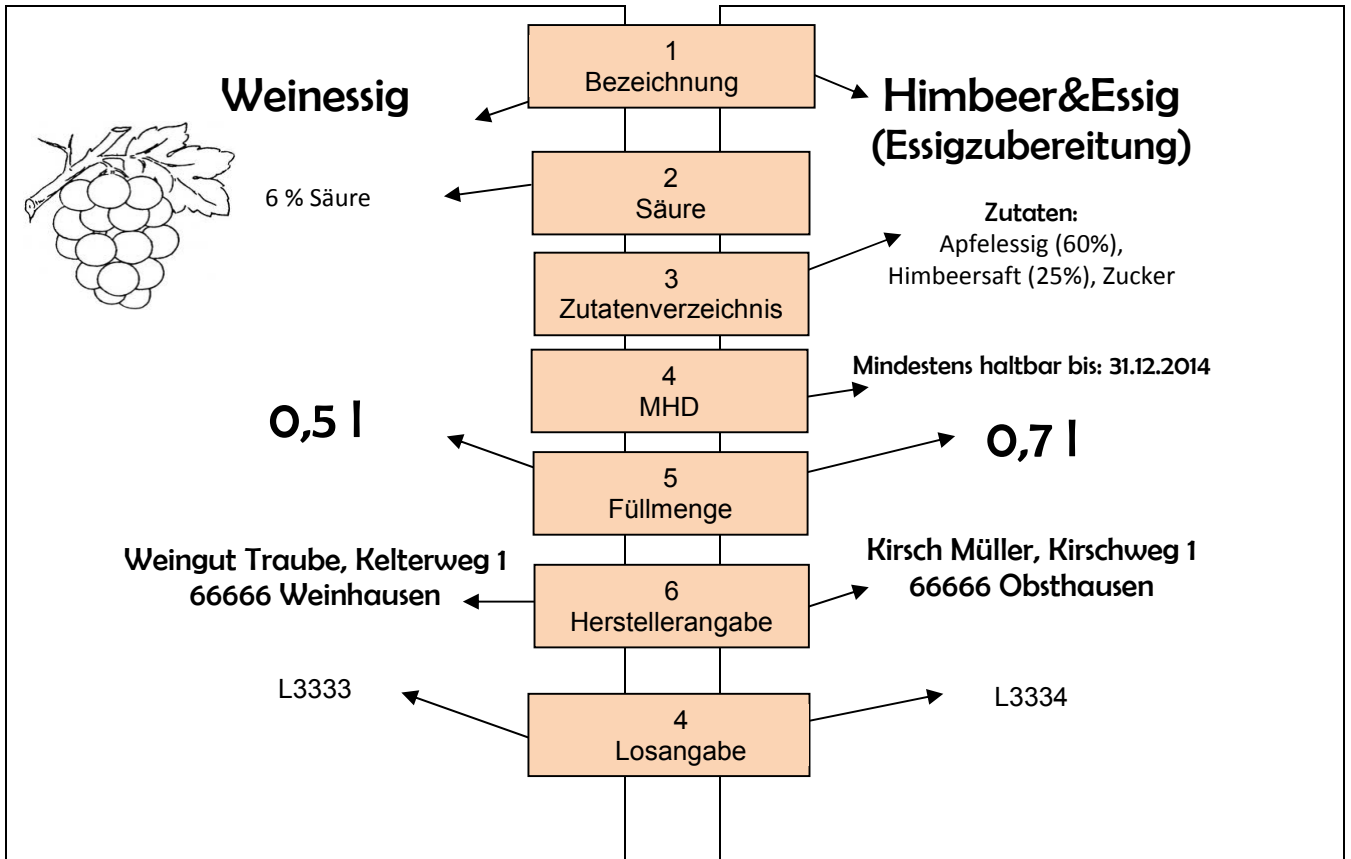 1
Bezeichnung
Weinessig
Himbeer&Essig
(Essigzubereitung)
2
Säure
6 % Säure
Zutaten:
Apfelessig (60%),
Himbeersaft (25%), Zucker
3
Zutatenverzeichnis
4
MHD
Mindestens haltbar bis: 31.12.2014
0,5 l
0,7 l
5
Füllmenge
Weingut Traube, Kelterweg 1
66666 Weinhausen
Kirsch Müller, Kirschweg 1
66666 Obsthausen
6
Herstellerangabe
L3333
L3334
4
Losangabe